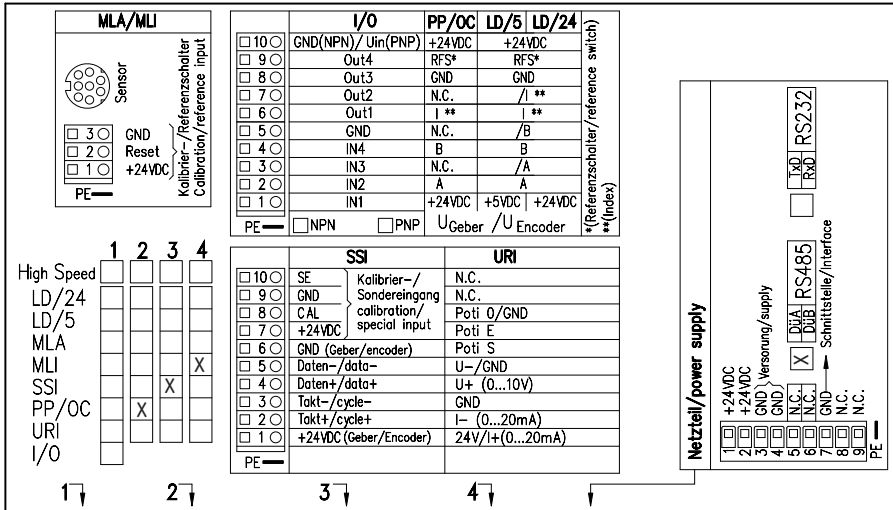 MLA/MLI
Sensor
3 GND
2 Reset
1 +24VDC
PE
Kalibrier-/Referenzschalter
Calibration/reference input
I/O PP/OC LD/5 LD/24
10 GND(NPN)/ Uin(PNP) +24VDC +24VDC
9 Out4 RFS* RFS*
8 Out3 GND GND
7 Out2 N.C. /I **
6 Out1 I ** I **
5 GND N.C. /B
4 IN4 B B
3 IN3 N.C. /A
2 IN2 A A
1 IN1 +24VDC +5VDC +24VDC
PE NPN PNP UGeber /U Encoder
*(Referenzschalter/reference switch)
**(Index)
1 2 3 4
High Speed
LD/24
LD/5
MLA
MLI X
SSI X
PP/OC X
URI
I/O
SSI URI
10 SE N.C.
9 GND N.C.
8 CAL Poti 0/GND
7 +24VDC Poti E
Kalibrier-/
Sondereingang
calibration/
special input
6 GND (Geber/encoder) Poti S
5 Daten-/data- U-/GND
4 Daten+/data+ U+ (0...10V)
3 Takt-/cycle- GND
2 Takt+/cycle+ I- (0...20mA)
1 +24VDC (Geber/Encoder) 24V/I+(0...20mA)
PE
Netzteil/power supply
1 +24VDC
2 +24VDC
3 GND
4 GND
Versorung/supply
5 N.C. DüA
6 N.C. DüB
X RS485
TxD
RxD
RS232
7 GND Schnittstelle/Interface
8 N.C.
9 N.C.
PE
1 2 3 4